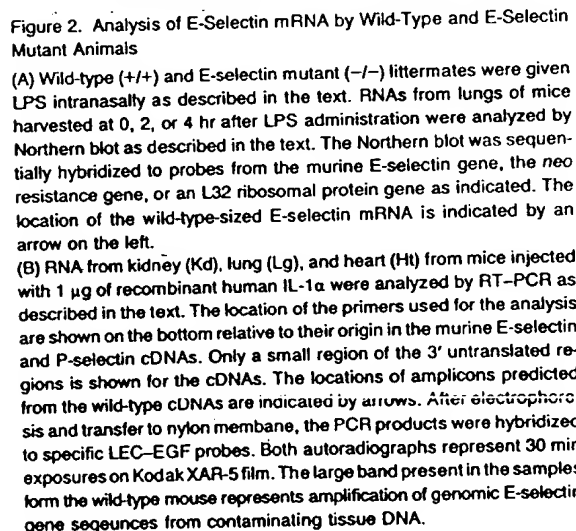 Figure 2. Analysis of E-Selectin mRNA by Wild-Type and E-Selectin
Mutant Animals
(A) Wild-type (+/+) and E-selectin mutant (−/−) littermates were given
LPS intranasally as described in the text. RNAs from lungs of mice
harvested at 0, 2, or 4 hr after LPS administration were analyzed by
Northern blot as described in the text. The Northern blot was sequen-
tially hybridized to probes from the murine E-selectin gene, the neo
resistance gene, or an L32 ribosomal protein gene as indicated. The
location of the wild-type-sized E-selectin mRNA is indicated by an
arrow on the left.
(B) RNA from kidney (Kd), lung (Lg), and heart (Ht) from mice injected
with 1 µg of recombinant human IL-1α were analyzed by RT–PCR as
described in the text. The location of the primers used for the analysis
are shown on the bottom relative to their origin in the murine E-selectin
and P-selectin cDNAs. Only a small region of the 3′ untranslated re-
gions is shown for the cDNAs. The locations of amplicons predicted
from the wild-type cDNAs are indicated by arrows. After electrophore-
sis and transfer to nylon membane, the PCR products were hybridized
to specific LEC–EGF probes. Both autoradiographs represent 30 min
exposures on Kodak XAR-5 film. The large band present in the samples
form the wild-type mouse represents amplification of genomic E-selectin
gene seqeunces from contaminating tissue DNA.